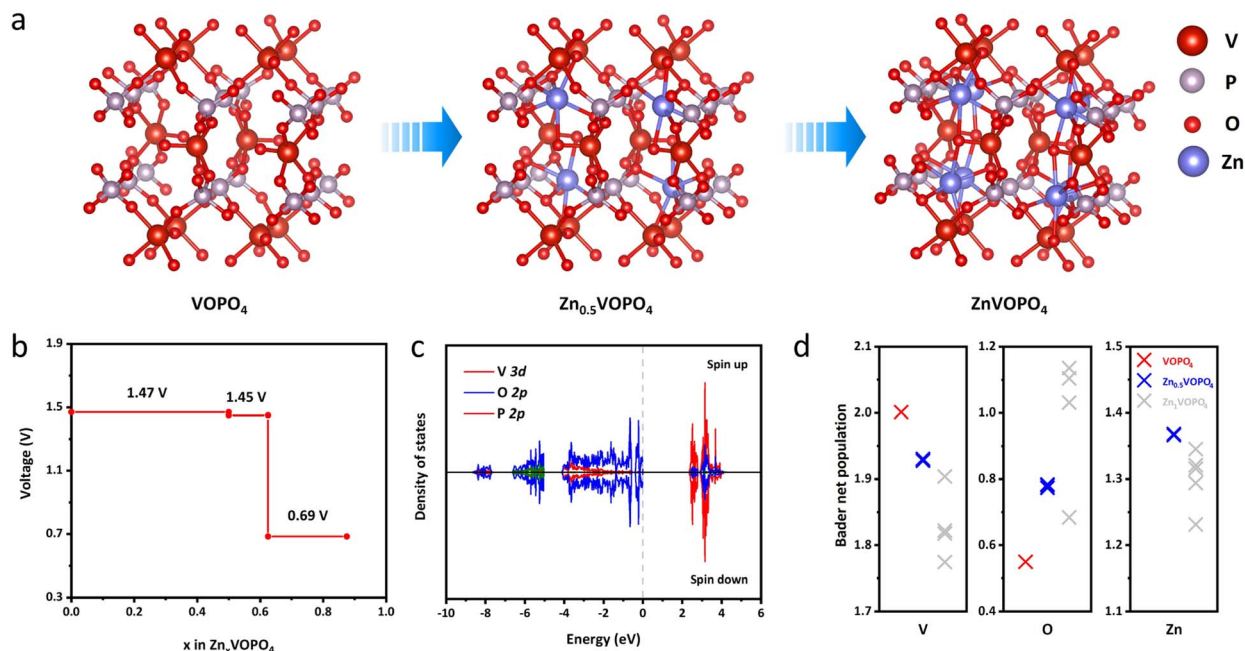 a
V
P
O
Zn
VOPO₄
Zn₀.₅VOPO₄
ZnVOPO₄
b
1.9
1.5
1.1
0.7
0.3
Voltage (V)
1.47 V
1.45 V
0.69 V
0.0
0.2
0.4
0.6
0.8
1.0
x in ZnₓVOPO₄
c
V 3d
O 2p
P 2p
Spin up
Spin down
Density of states
-10
-8
-6
-4
-2
0
2
4
6
Energy (eV)
d
Bader net population
2.1
2.0
1.9
1.8
1.7
V
1.2
1.0
0.8
0.6
0.4
O
1.5
1.4
1.3
1.2
1.1
Zn
VOPO₄
Zn₀.₅VOPO₄
Zn₁VOPO₄